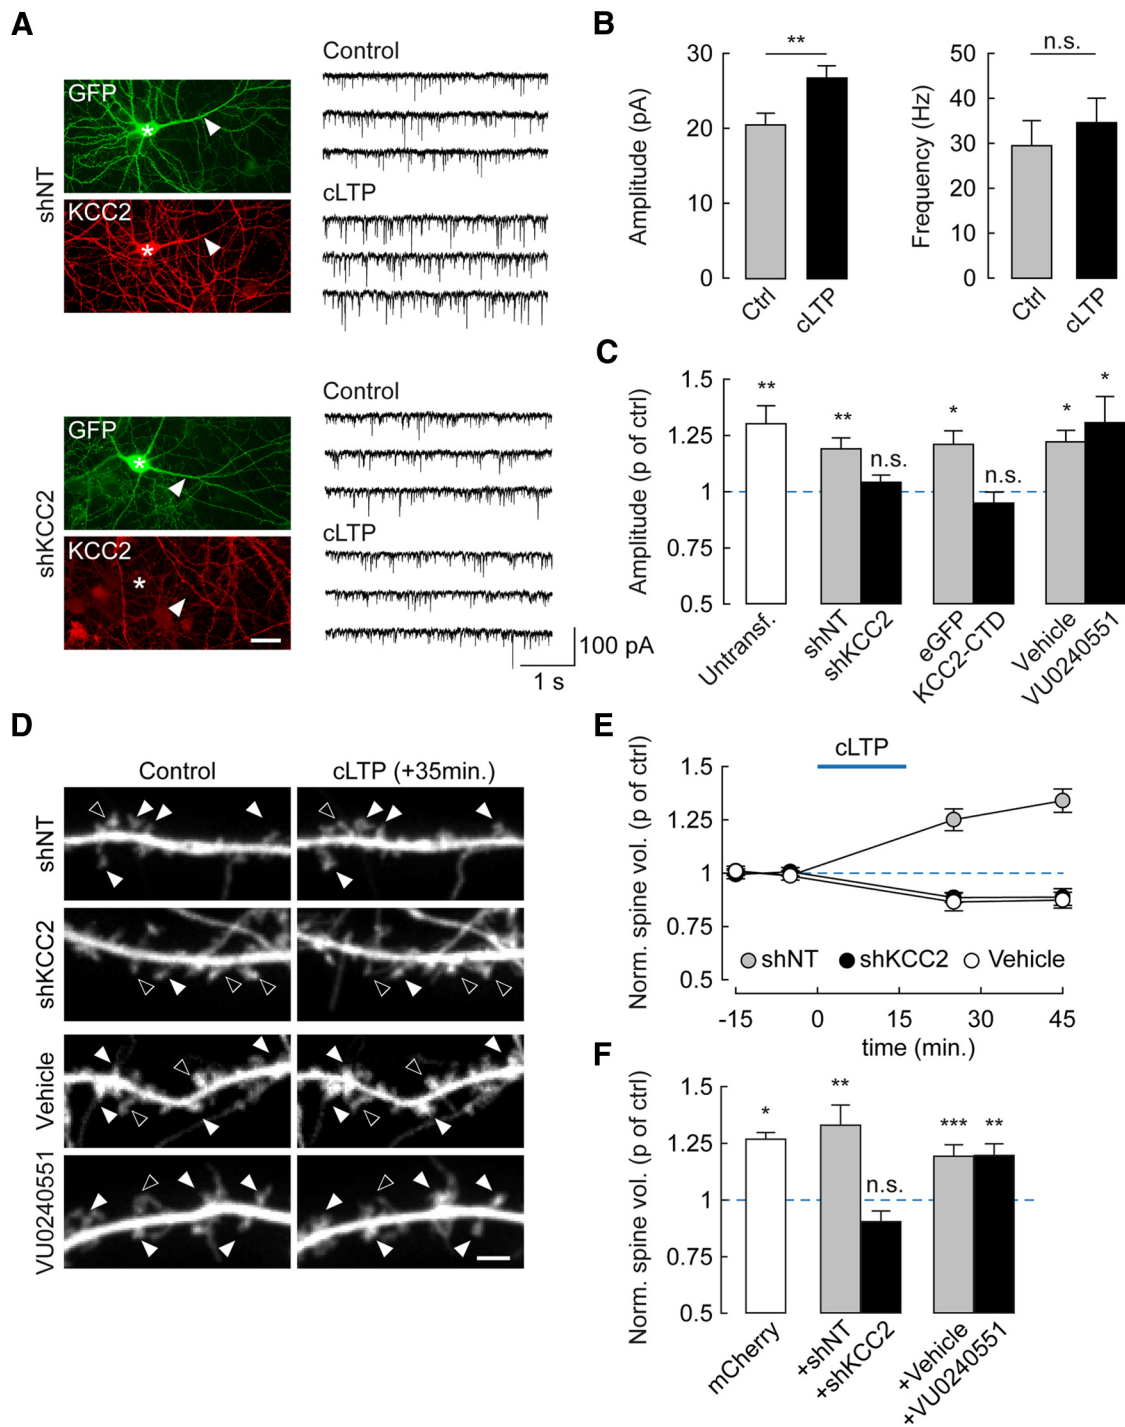 A
GFP
KCC2
shNT
Control
cLTP
GFP
KCC2
shKCC2
Control
cLTP
100 pA
1 s
B
Amplitude (pA)
30
20
10
0
**
Ctrl
cLTP
Frequency (Hz)
50
40
30
20
10
0
n.s.
Ctrl
cLTP
C
Amplitude (p of ctrl)
1.5
1.25
1
0.75
0.5
**
**
n.s.
*
n.s.
*
*
Untransf.
shNT
shKCC2
eGFP
KCC2-CTD
Vehicle
VU0240551
D
Control
cLTP (+35min.)
shNT
shKCC2
Vehicle
VU0240551
E
cLTP
Norm. spine vol. (p of ctrl)
1.5
1.25
1
0.75
0.5
shNT shKCC2 Vehicle
-15 0 15 30 45
time (min.)
F
Norm. spine vol. (p of ctrl)
1.5
1.25
1
0.75
0.5
*
**
n.s.
***
**
mCherry
+shNT
+shKCC2
+Vehicle
+VU0240551